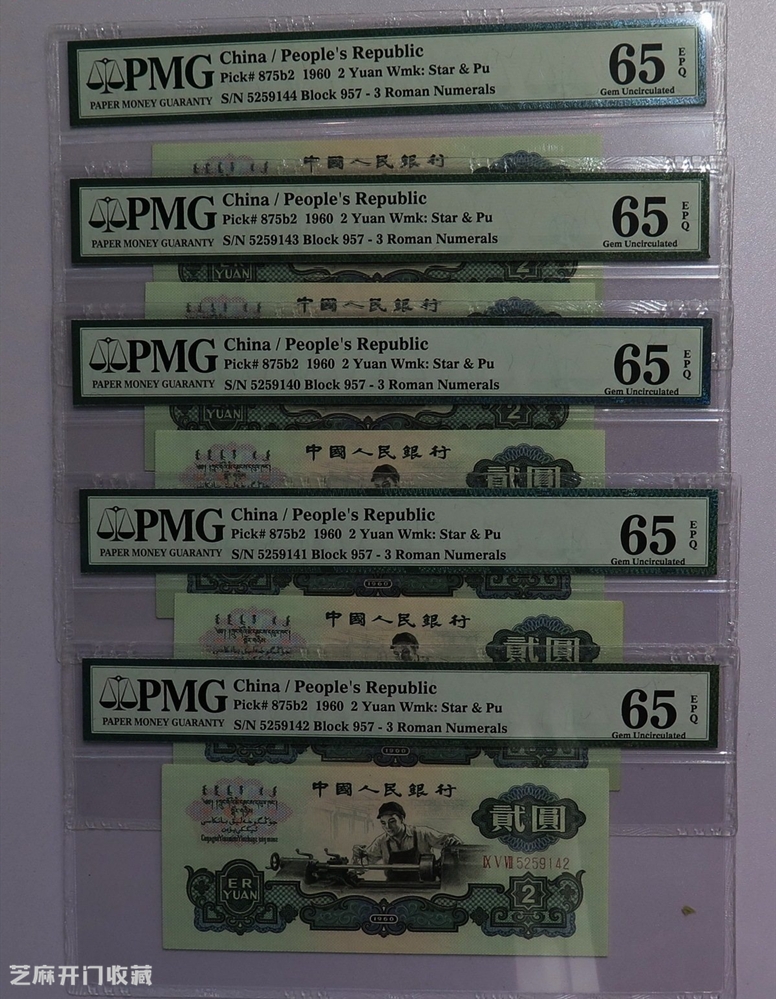 PMG
PAPER MONEY GUARANTY
China / People's Republic
Pick# 875b2 1960 2 Yuan Wmk: Star & Pu
S/N 5259144 Block 957 - 3 Roman Numerals
65
EPQ
Gem Uncirculated
中國人民銀行
PMG
PAPER MONEY GUARANTY
China / People's Republic
Pick# 875b2 1960 2 Yuan Wmk: Star & Pu
S/N 5259143 Block 957 - 3 Roman Numerals
65
EPQ
Gem Uncirculated
ER
YUAN
2
中國人民銀行
PMG
PAPER MONEY GUARANTY
China / People's Republic
Pick# 875b2 1960 2 Yuan Wmk: Star & Pu
S/N 5259140 Block 957 - 3 Roman Numerals
65
EPQ
Gem Uncirculated
YUAN
2
中國人民銀行
貳圓
PMG
PAPER MONEY GUARANTY
China / People's Republic
Pick# 875b2 1960 2 Yuan Wmk: Star & Pu
S/N 5259141 Block 957 - 3 Roman Numerals
65
EPQ
Gem Uncirculated
1960
中國人民銀行
貳圓
PMG
PAPER MONEY GUARANTY
China / People's Republic
Pick# 875b2 1960 2 Yuan Wmk: Star & Pu
S/N 5259142 Block 957 - 3 Roman Numerals
65
EPQ
Gem Uncirculated
1960
中國人民銀行
貳圓
IX V VII 5259142
ER
YUAN
2
1960
芝麻开门收藏